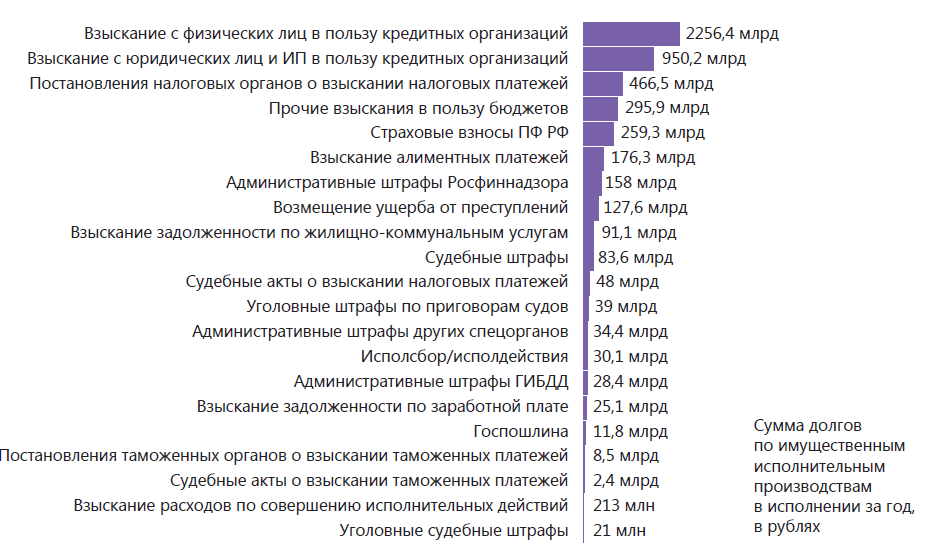 Взыскание с физических лиц в пользу кредитных организаций 2256,4 млрд
Взыскание с юридических лиц и ИП в пользу кредитных организаций 950,2 млрд
Постановления налоговых органов о взыскании налоговых платежей 466,5 млрд
Прочие взыскания в пользу бюджетов 295,9 млрд
Страховые взносы ПФ РФ 259,3 млрд
Взыскание алиментных платежей 176,3 млрд
Административные штрафы Росфиннадзора 158 млрд
Возмещение ущерба от преступлений 127,6 млрд
Взыскание задолженности по жилищно-коммунальным услугам 91,1 млрд
Судебные штрафы 83,6 млрд
Судебные акты о взыскании налоговых платежей 48 млрд
Уголовные штрафы по приговорам судов 39 млрд
Административные штрафы других спецорганов 34,4 млрд
Исполсбор/исполдействия 30,1 млрд
Административные штрафы ГИБДД 28,4 млрд
Взыскание задолженности по заработной плате 25,1 млрд
Госпошлина 11,8 млрд
Постановления таможенных органов о взыскании таможенных платежей 8,5 млрд
Судебные акты о взыскании таможенных платежей 2,4 млрд
Взыскание расходов по совершению исполнительных действий 213 млн
Уголовные судебные штрафы 21 млн
Сумма долгов
по имущественным
исполнительным
производствам
в исполнении за год,
в рублях